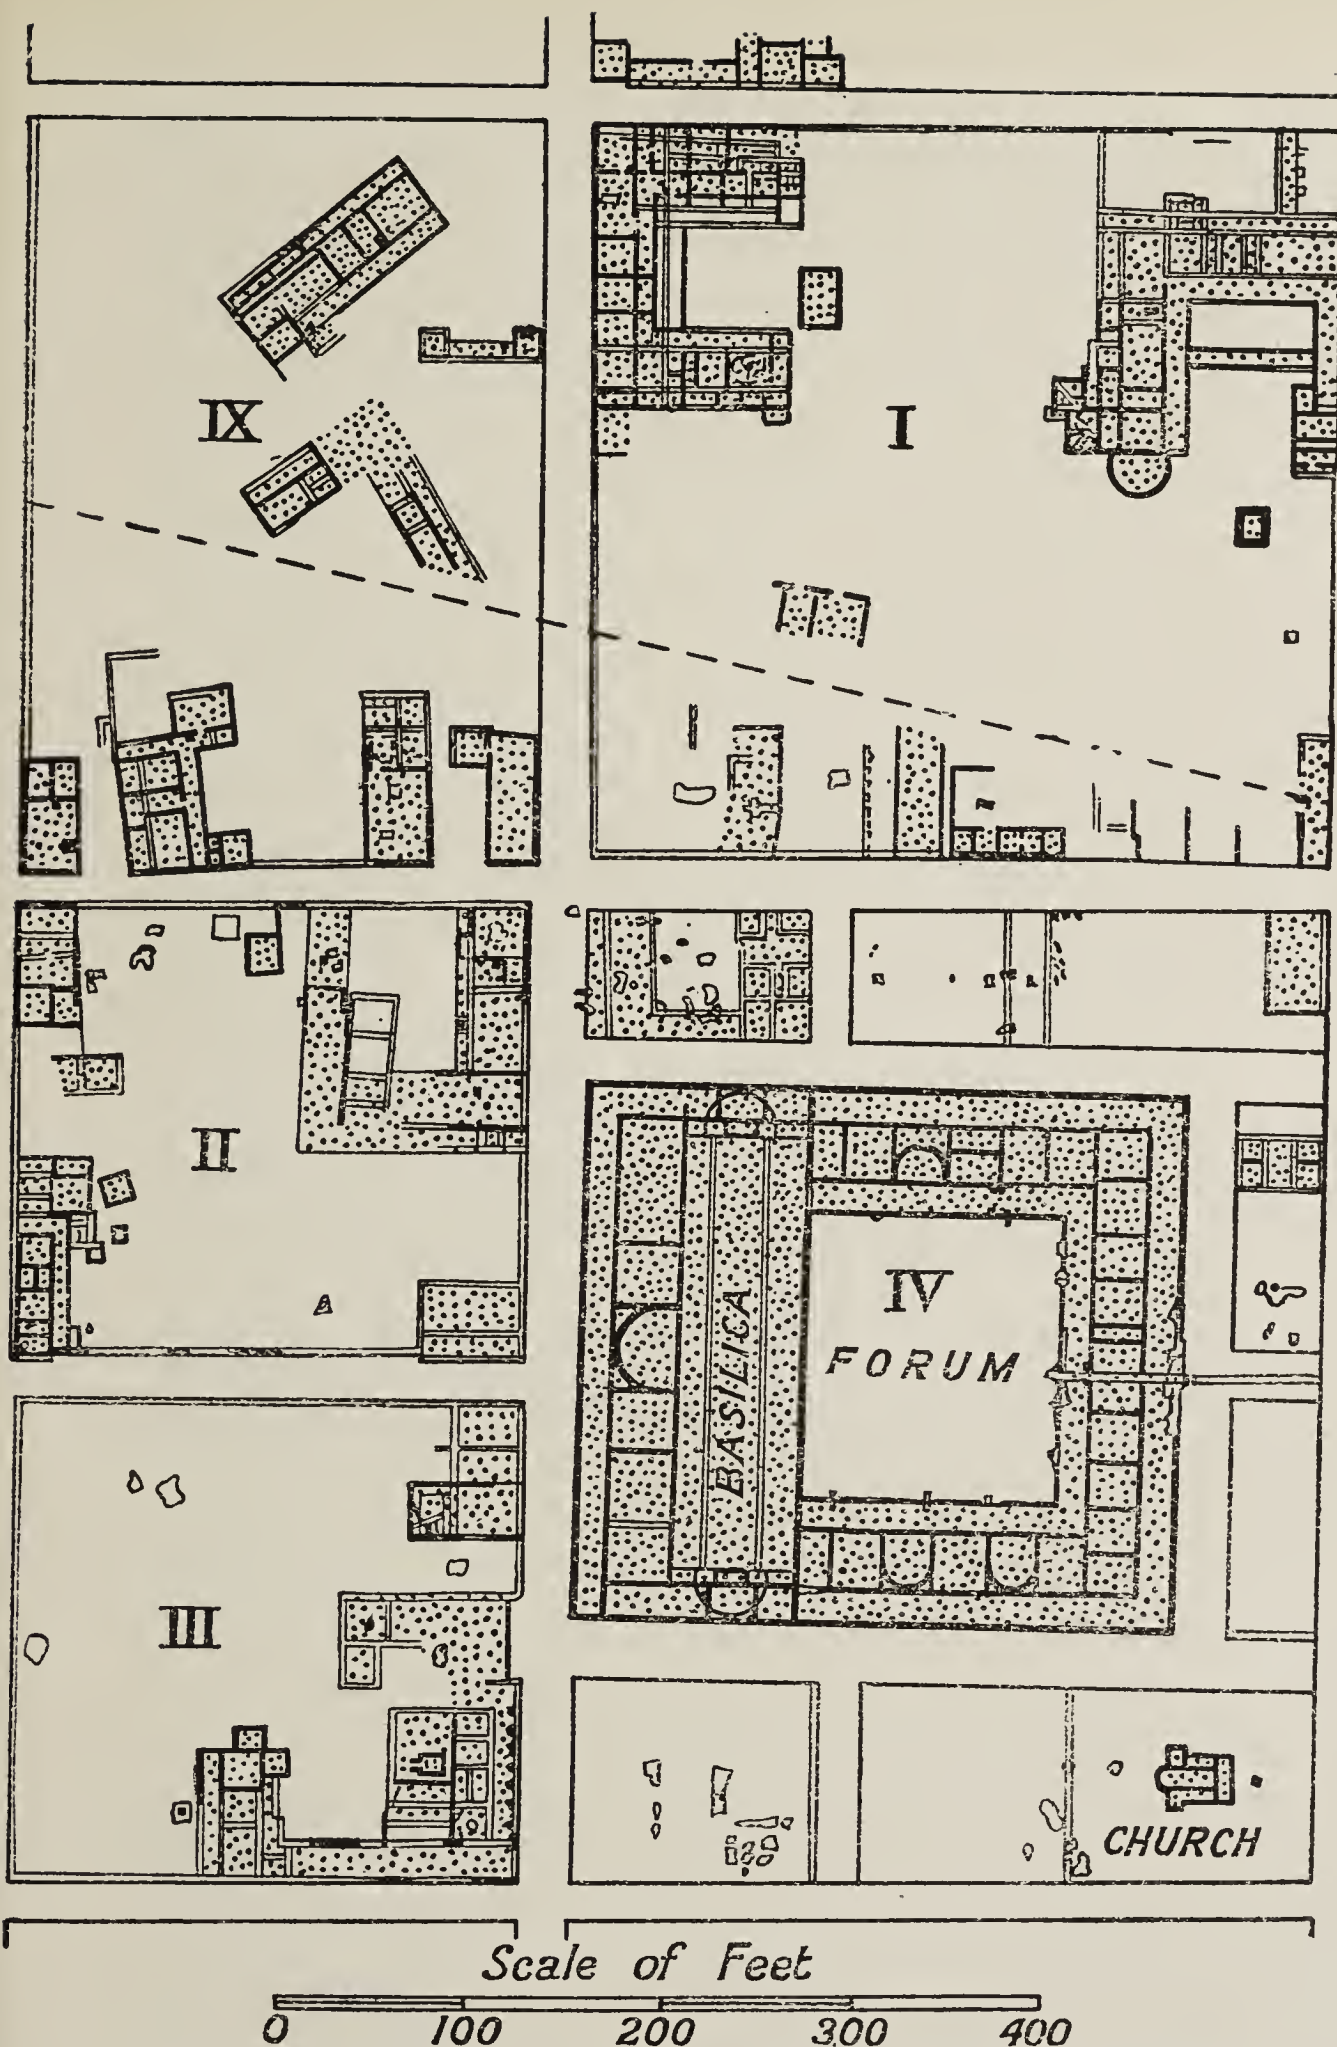 IX
I
II
IV
FORUM
BASILICA
III
CHURCH
Scale of Feet
0 100 200 300 400